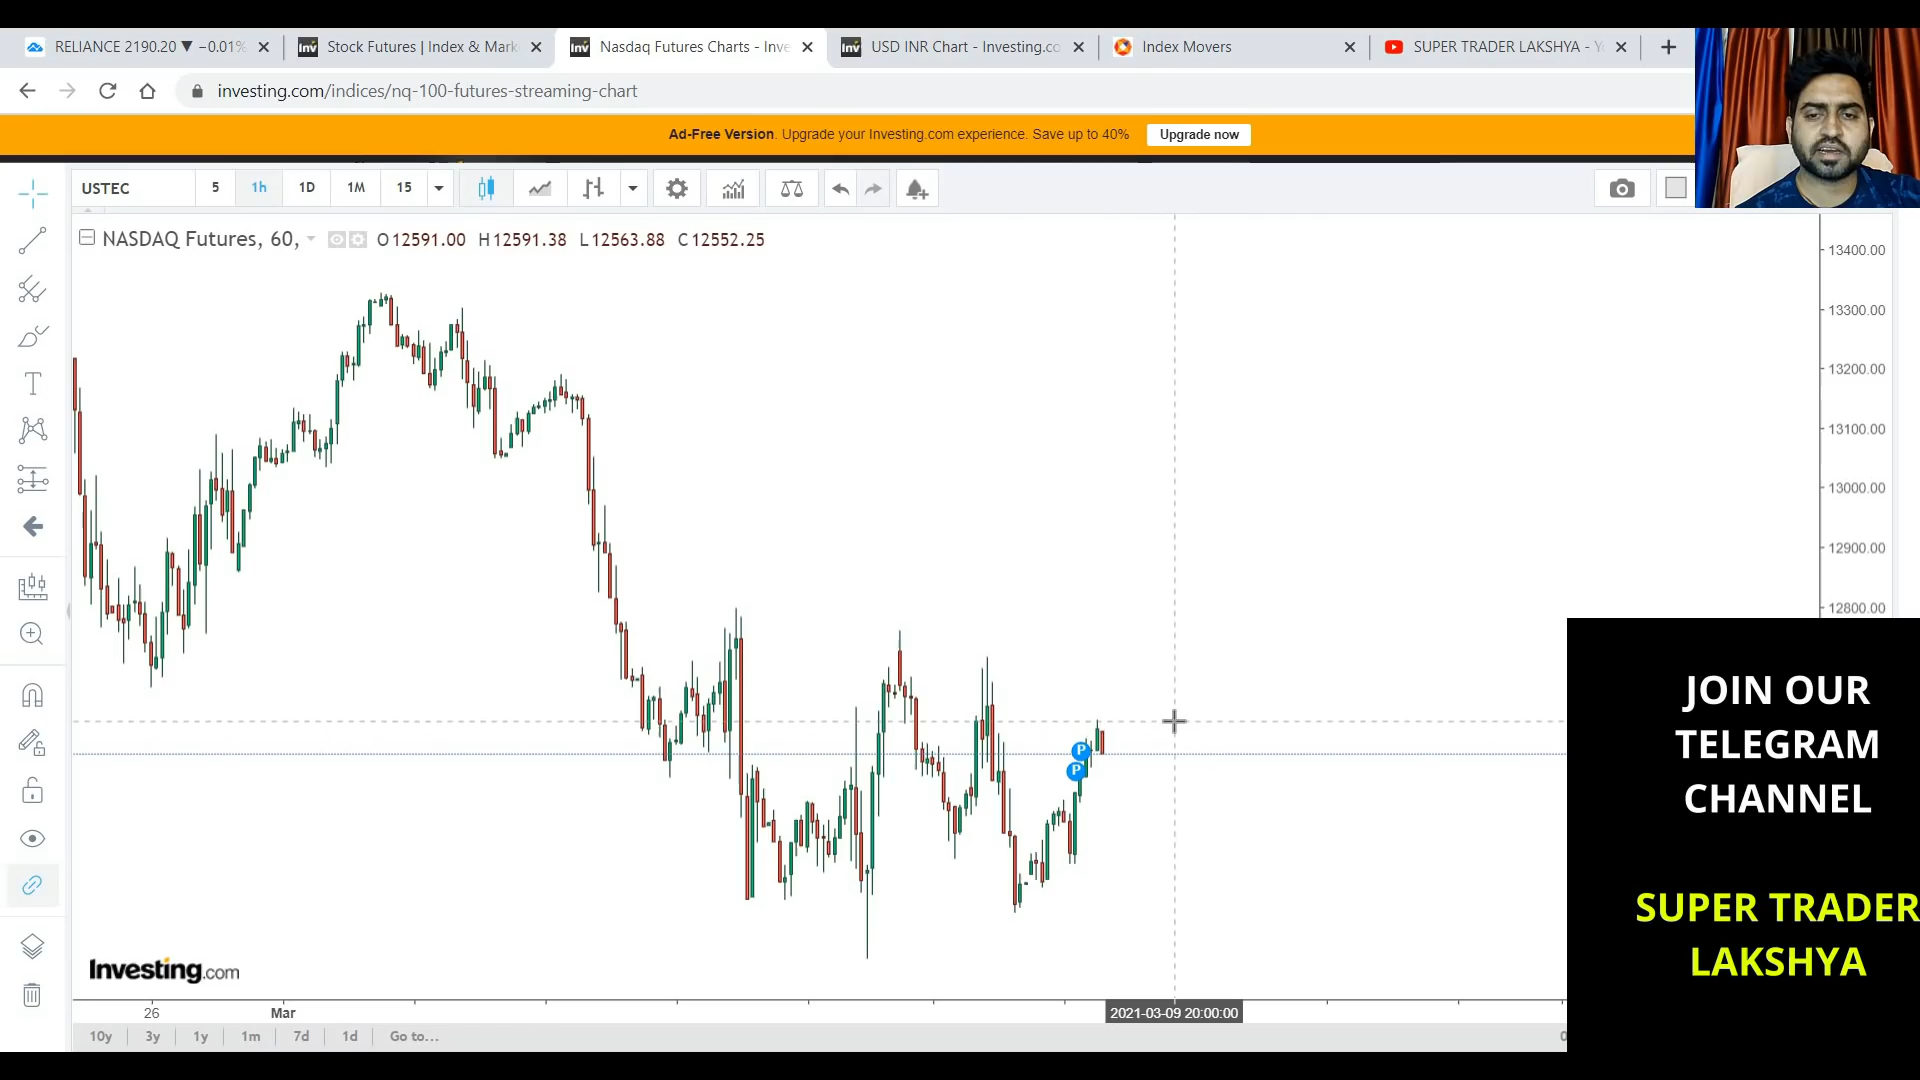 RELIANCE 2190.20 ▼ −0.01%
Stock Futures | Index & Mark
Nasdaq Futures Charts - Inve
USD INR Chart - Investing.co
Index Movers
SUPER TRADER LAKSHYA - Y
investing.com/indices/nq-100-futures-streaming-chart
Ad-Free Version. Upgrade your Investing.com experience. Save up to 40%
Upgrade now
USTEC
5
1h
1D
1M
15
NASDAQ Futures, 60,
O12591.00 H12591.38 L12563.88 C12552.25
13400.00
13300.00
13200.00
13100.00
13000.00
12900.00
12800.00
P
P
JOIN OUR
TELEGRAM
CHANNEL
SUPER TRADER
LAKSHYA
Investing.com
26
Mar
2021-03-09 20:00:00
10y
3y
1y
1m
7d
1d
Go to...